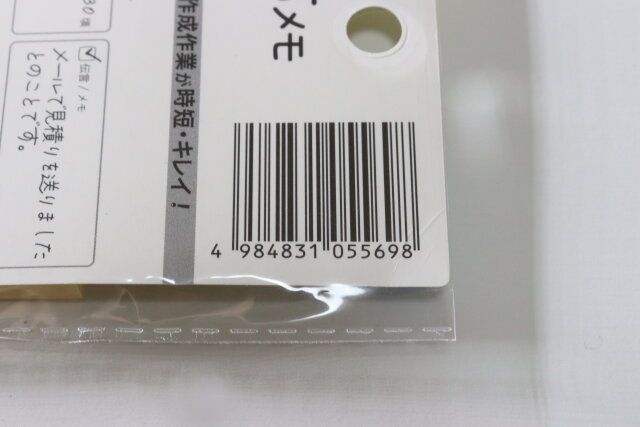 メモ
作成作業が時短・キレイ!
30 頃
伝言/メモ
メールで見積りを送りました
とのことです。
4 984831 055698